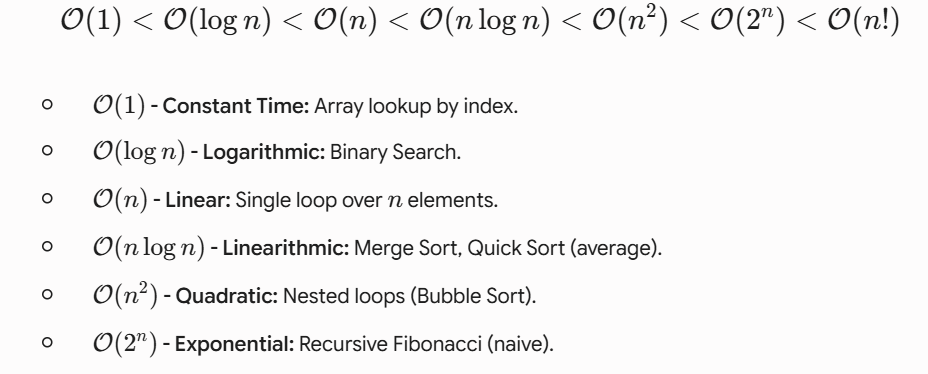 𝒪(1) < 𝒪(log n) < 𝒪(n) < 𝒪(n log n) < 𝒪(n²) < 𝒪(2ⁿ) < 𝒪(n!)
○ 𝒪(1) - Constant Time: Array lookup by index.
○ 𝒪(log n) - Logarithmic: Binary Search.
○ 𝒪(n) - Linear: Single loop over n elements.
○ 𝒪(n log n) - Linearithmic: Merge Sort, Quick Sort (average).
○ 𝒪(n²) - Quadratic: Nested loops (Bubble Sort).
○ 𝒪(2ⁿ) - Exponential: Recursive Fibonacci (naive).